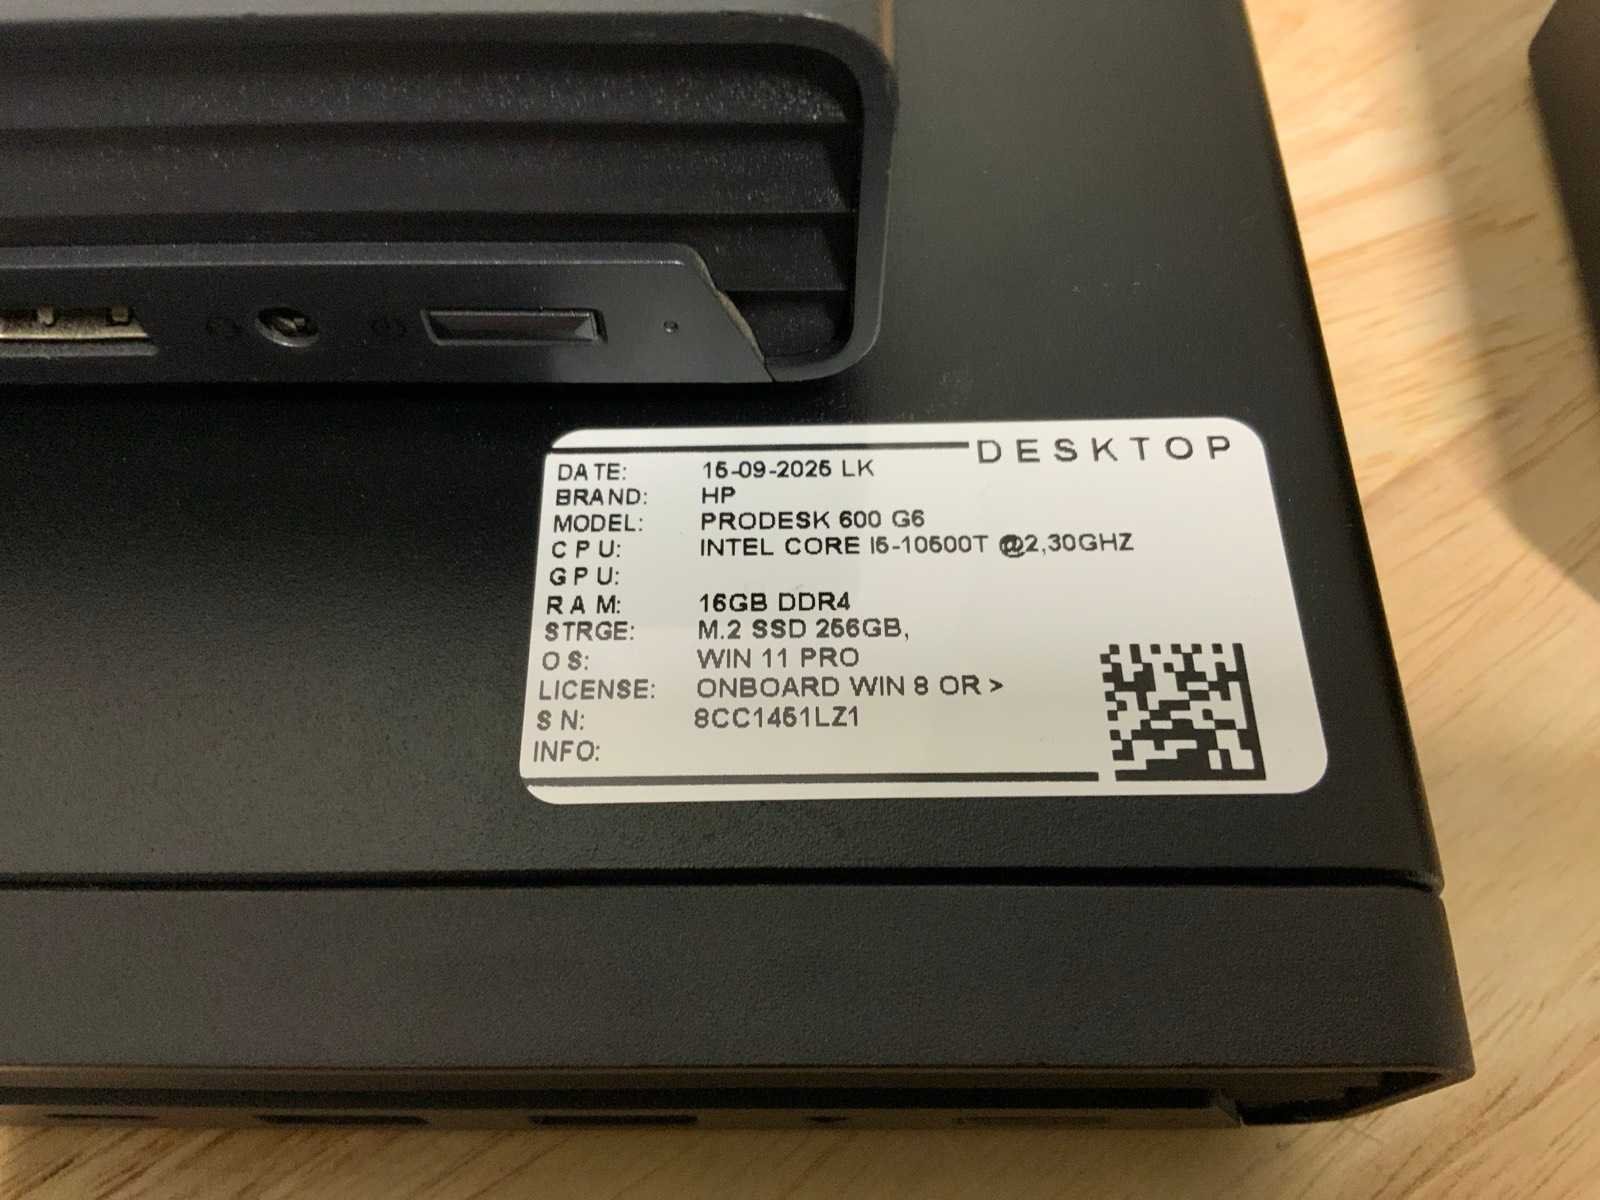 DESKTOP
DATE: 15-09-2025 LK
BRAND: HP
MODEL: PRODESK 600 G6
CPU: INTEL CORE I5-10500T @2,30GHZ
GPU:
RAM: 16GB DDR4
STRGE: M.2 SSD 256GB,
OS: WIN 11 PRO
LICENSE: ONBOARD WIN 8 OR >
SN: 8CC1451LZ1
INFO: